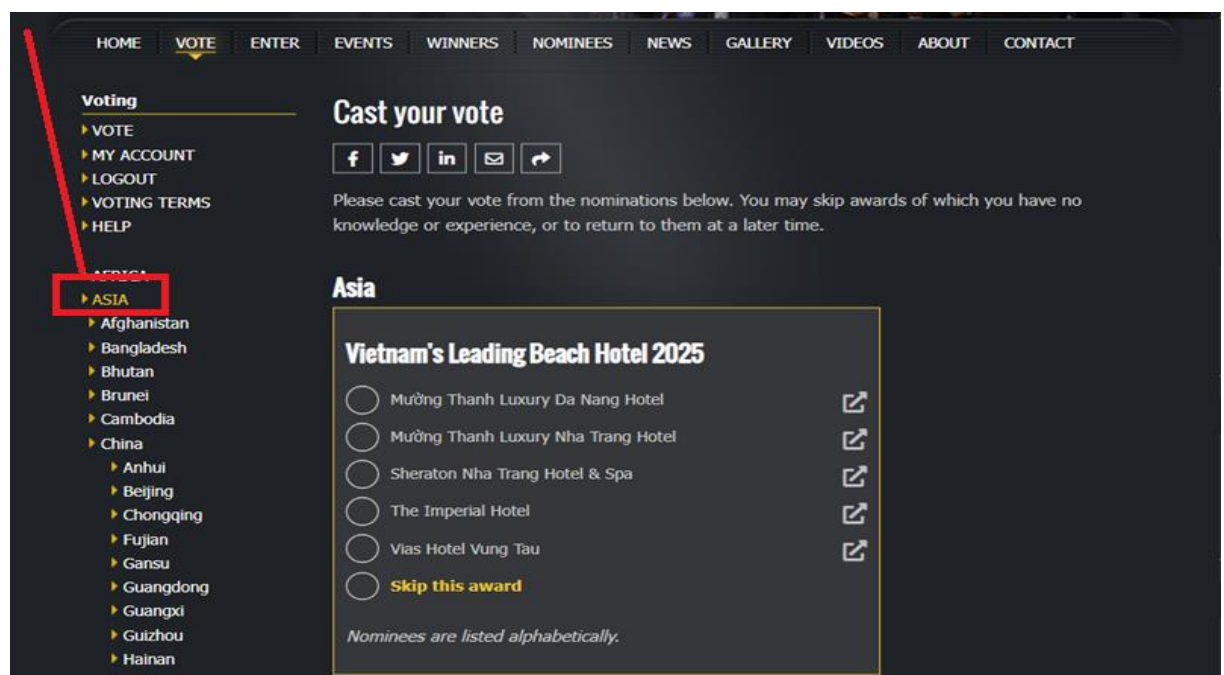 HOME VOTE ENTER EVENTS WINNERS NOMINEES NEWS GALLERY VIDEOS ABOUT CONTACT
Voting
VOTE
MY ACCOUNT
LOGOUT
VOTING TERMS
HELP
ASIA
Afghanistan
Bangladesh
Bhutan
Brunei
Cambodia
China
Anhui
Beijing
Chongqing
Fujian
Gansu
Guangdong
Guangxi
Guizhou
Hainan
Cast your vote
Please cast your vote from the nominations below. You may skip awards of which you have no
knowledge or experience, or to return to them at a later time.
Asia
Vietnam's Leading Beach Hotel 2025
Mường Thanh Luxury Da Nang Hotel
Mường Thanh Luxury Nha Trang Hotel
Sheraton Nha Trang Hotel & Spa
The Imperial Hotel
Vias Hotel Vung Tau
Skip this award
Nominees are listed alphabetically.